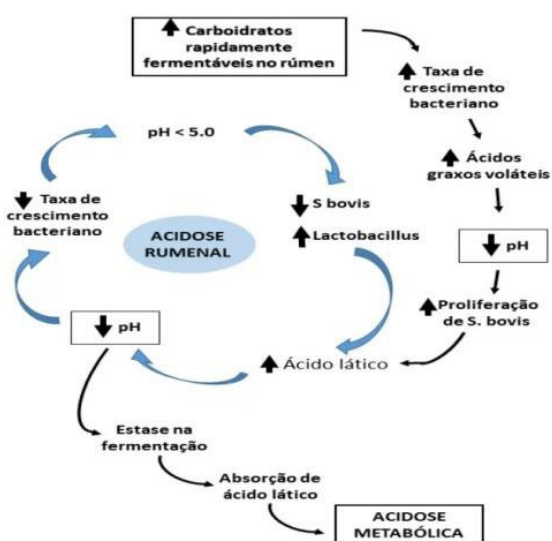 Carboidratos
rapidamente
fermentáveis no rúmen
Taxa de
crescimento
bacteriano
Ácidos
graxos voláteis
pH
Proliferação
de S. bovis
Ácido lático
pH < 5.0
S bovis
Lactobacillus
Taxa de
crescimento
bacteriano
ACIDOSE
RUMENAL
pH
Estase na
fermentação
Absorção de
ácido lático
ACIDOSE
METABÓLICA